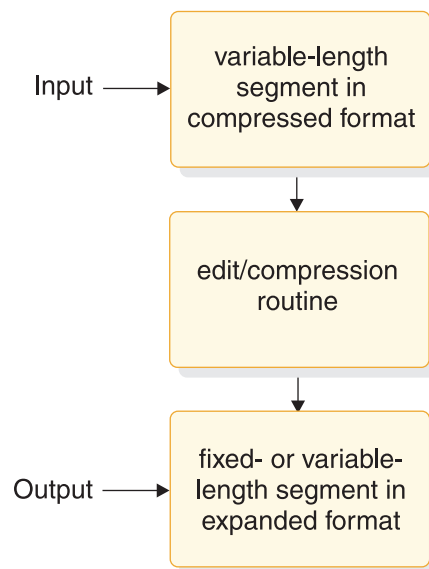 Input
variable-length
segment in
compressed format
edit/compression
routine
Output
fixed- or variable-
length segment in
expanded format